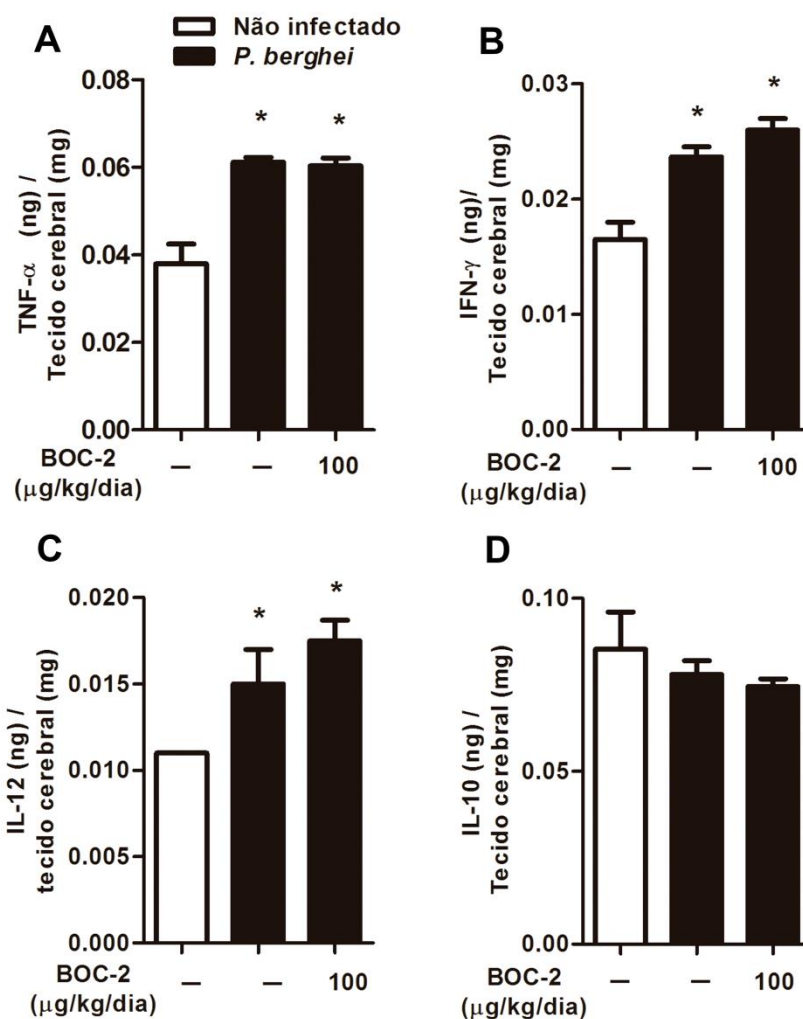 A
Não infectado
P. berghei
TNF-α (ng) /
Tecido cerebral (mg)
0.08
0.06
0.04
0.02
0.00
*
*
BOC-2
(μg/kg/dia)
—
—
100
B
IFN-γ (ng)/
Tecido cerebral (mg)
0.03
0.02
0.01
0.00
*
*
BOC-2
(μg/kg/dia)
—
—
100
C
IL-12 (ng) /
tecido cerebral (mg)
0.020
0.015
0.010
0.005
0.000
*
*
BOC-2
(μg/kg/dia)
—
—
100
D
IL-10 (ng) /
Tecido cerebral (mg)
0.10
0.05
0.00
BOC-2
(μg/kg/dia)
—
—
100